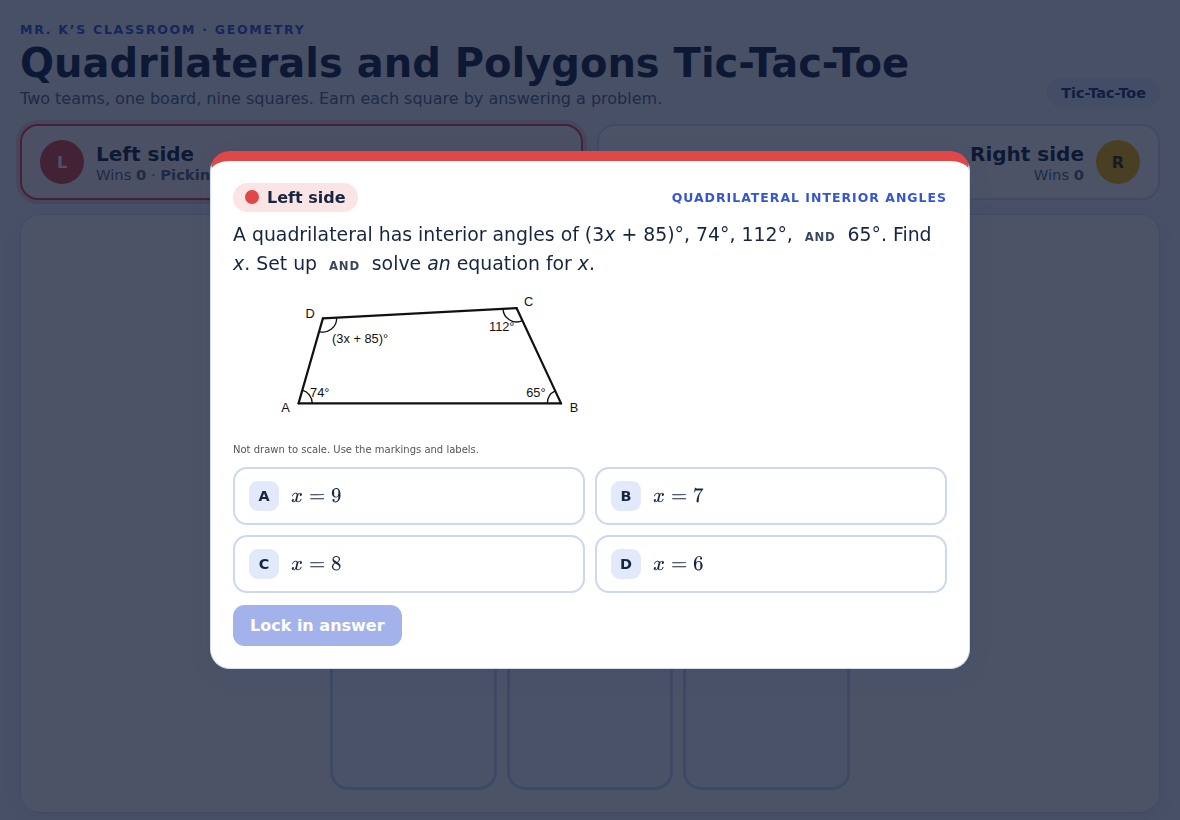 MR. K'S CLASSROOM · GEOMETRY
Quadrilaterals and Polygons Tic-Tac-Toe
Two teams, one board, nine squares. Earn each square by answering a problem.
Tic-Tac-Toe
L
Left side
Wins 0 · Pickin
Right side
Wins 0
R
Left side
QUADRILATERAL INTERIOR ANGLES
A quadrilateral has interior angles of (3x + 85)°, 74°, 112°, AND 65°. Find
x. Set up AND solve an equation for x.
D
C
(3x + 85)°
112°
74°
65°
A
B
Not drawn to scale. Use the markings and labels.
A x = 9
B x = 7
C x = 8
D x = 6
Lock in answer